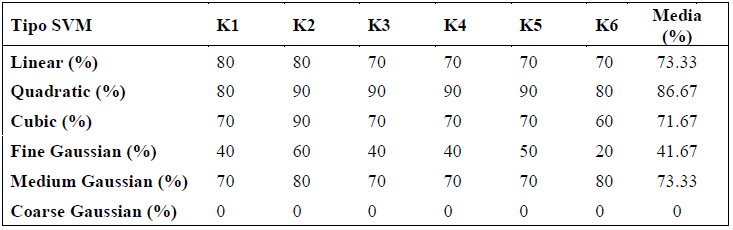 Tipo SVM K1 K2 K3 K4 K5 K6 Media (%)
Linear (%) 80 80 70 70 70 70 73.33
Quadratic (%) 80 90 90 90 90 80 86.67
Cubic (%) 70 90 70 70 70 60 71.67
Fine Gaussian (%) 40 60 40 40 50 20 41.67
Medium Gaussian (%) 70 80 70 70 70 80 73.33
Coarse Gaussian (%) 0 0 0 0 0 0 0